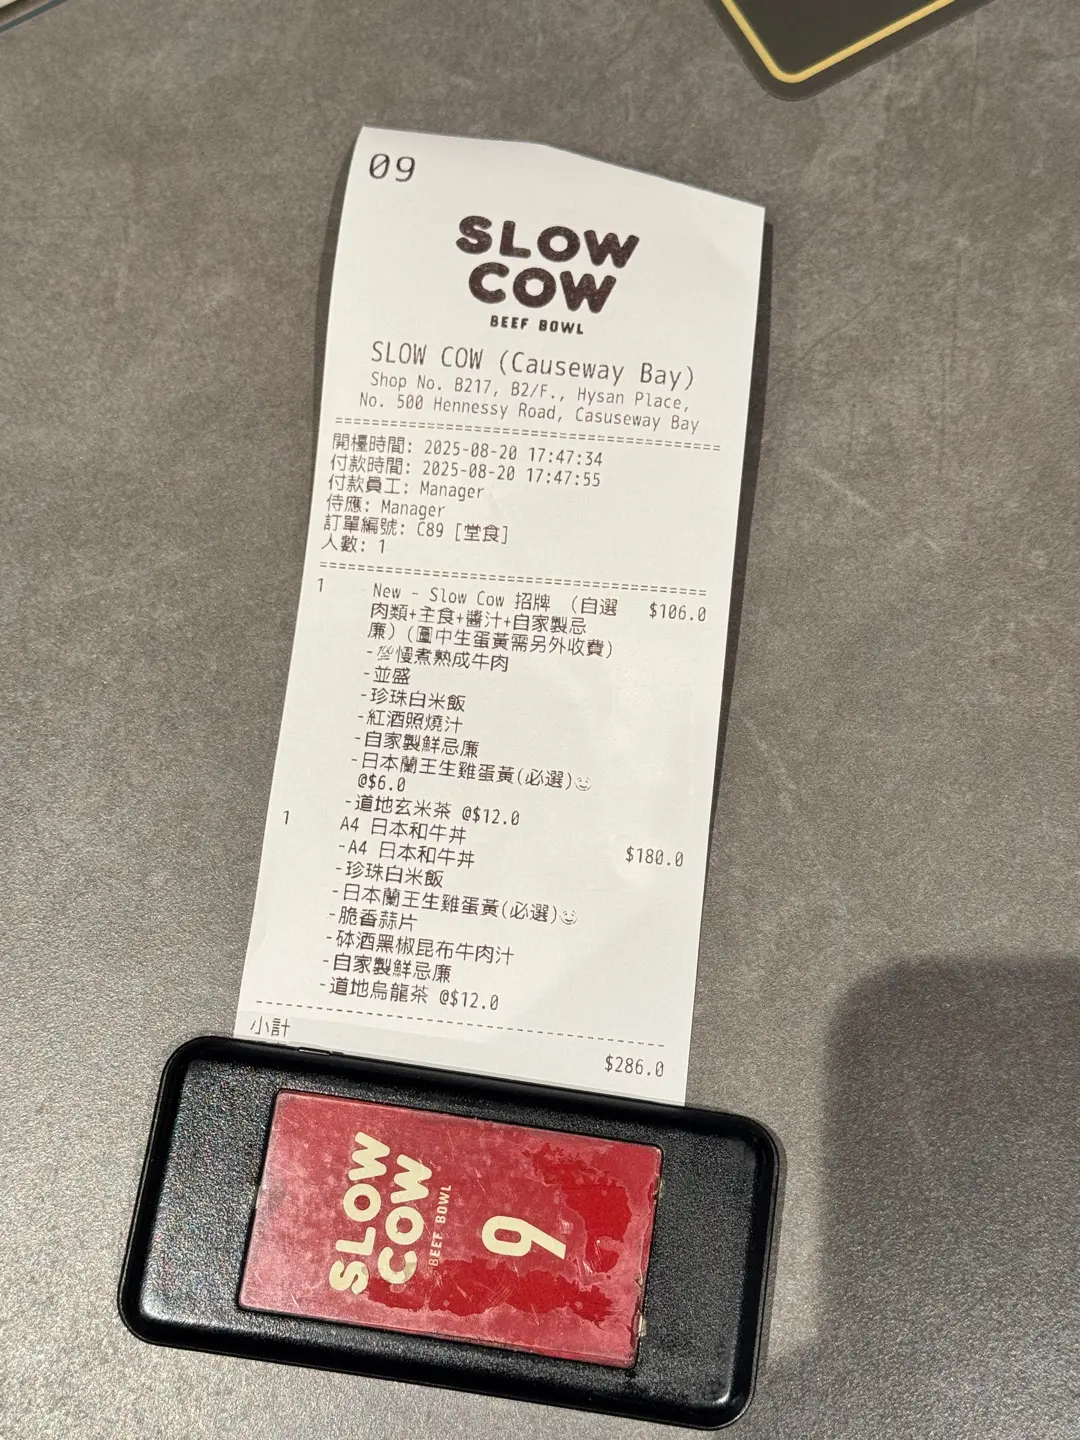 09
SLOW
COW
BEEF BOWL
SLOW COW (Causeway Bay)
Shop No. B217, B2/F., Hysan Place,
No. 500 Hennessy Road, Casuseway Bay
開檯時間: 2025-08-20 17:47:34
付款時間: 2025-08-20 17:47:55
付款員工: Manager
侍應: Manager
訂單編號: C89 [堂食]
人數: 1
1 New - Slow Cow 招牌 (自選 $106.0
肉類+主食+醬汁+自家製忌
廉) (圖中生蛋黃需另外收費)
-💯慢煮熟成牛肉
-並盛
-珍珠白米飯
-紅酒照燒汁
-自家製鮮忌廉
-日本蘭王生雞蛋黃(必選)😋
@$6.0
-道地玄米茶 @$12.0
1 A4 日本和牛丼 $180.0
-A4 日本和牛丼
-珍珠白米飯
-日本蘭王生雞蛋黃(必選)😋
-脆香蒜片
-砵酒黑椒昆布牛肉汁
-自家製鮮忌廉
-道地烏龍茶 @$12.0
小計 $286.0
SLOW
COW
BEEF BOWL
9